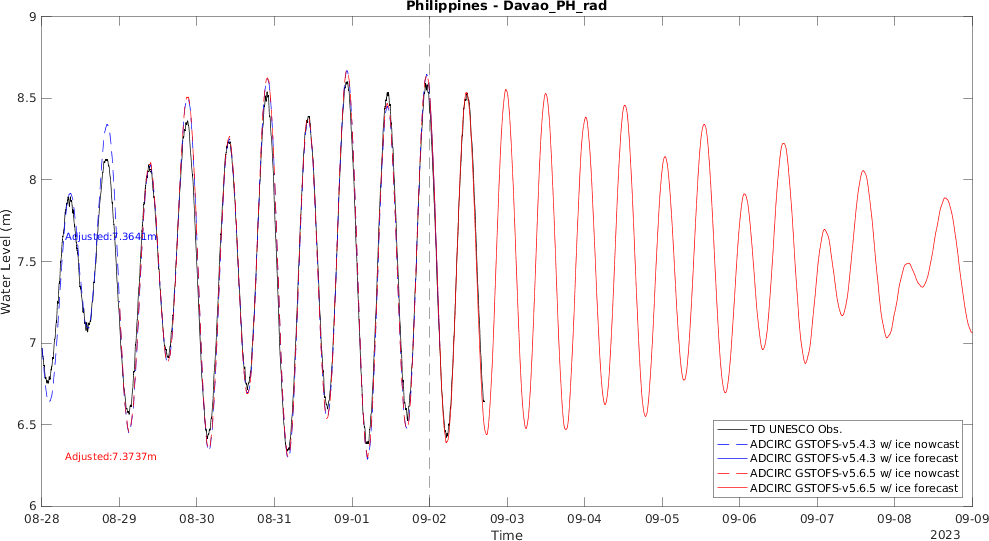 Philippines - Davao_PH_rad
9
8.5
8
7.5
7
6.5
6
Water Level (m)
Adjusted:7.3641m
Adjusted:7.3737m
TD UNESCO Obs.
ADCIRC GSTOFS-v5.4.3 w/ ice nowcast
ADCIRC GSTOFS-v5.4.3 w/ ice forecast
ADCIRC GSTOFS-v5.6.5 w/ ice nowcast
ADCIRC GSTOFS-v5.6.5 w/ ice forecast
08-28 08-29 08-30 08-31 09-01 09-02 09-03 09-04 09-05 09-06 09-07 09-08 09-09
Time
2023